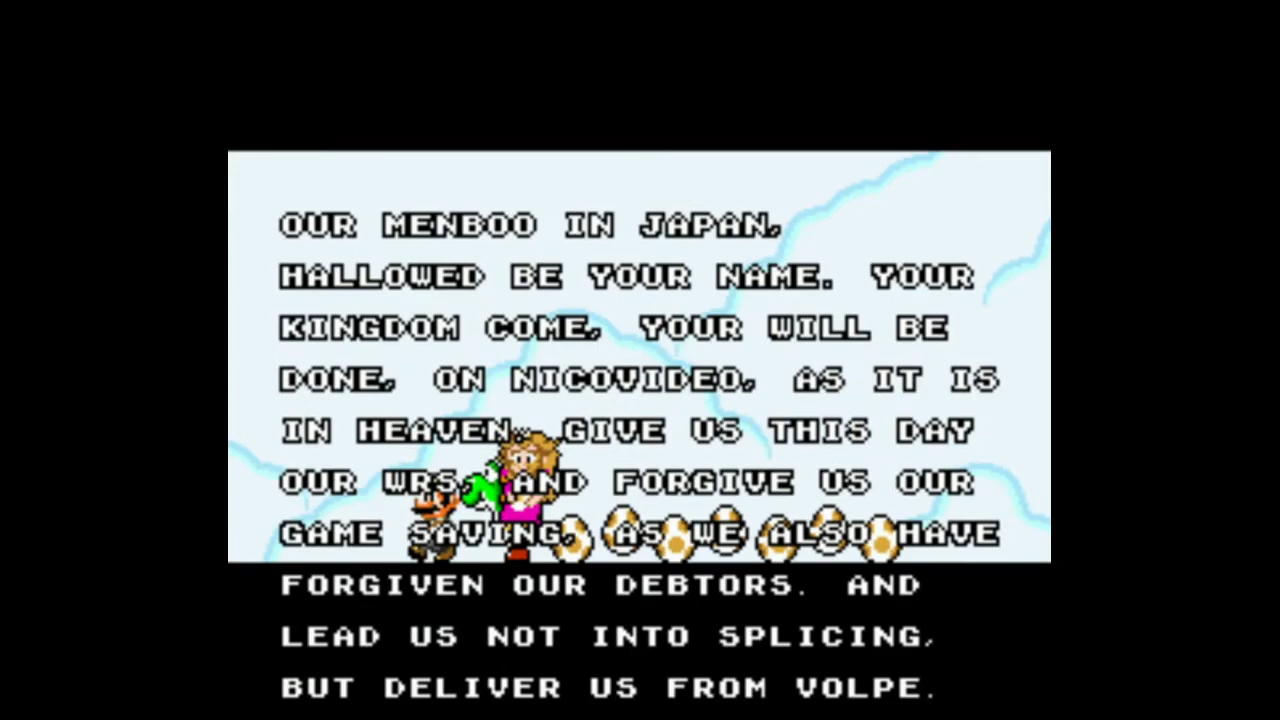 OUR MENBOO IN JAPAN,
HALLOWED BE YOUR NAME. YOUR
KINGDOM COME, YOUR WILL BE
DONE, ON NICOVIDEO, AS IT IS
IN HEAVEN. GIVE US THIS DAY
OUR WRS, AND FORGIVE US OUR
GAME SAVING, AS WE ALSO HAVE
FORGIVEN OUR DEBTORS. AND
LEAD US NOT INTO SPLICING,
BUT DELIVER US FROM VOLPE.